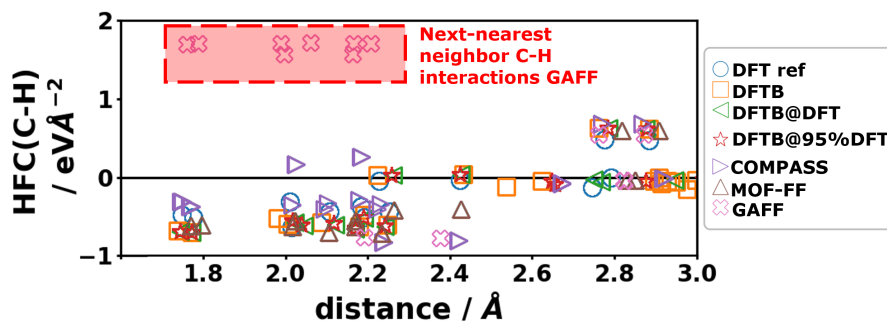 2
1
0
−1
HFC(C-H)
/ eVÅ⁻²
Next-nearest
neighbor C-H
interactions GAFF
DFT ref
DFTB
DFTB@DFT
DFTB@95%DFT
COMPASS
MOF-FF
GAFF
1.8 2.0 2.2 2.4 2.6 2.8 3.0
distance / Å